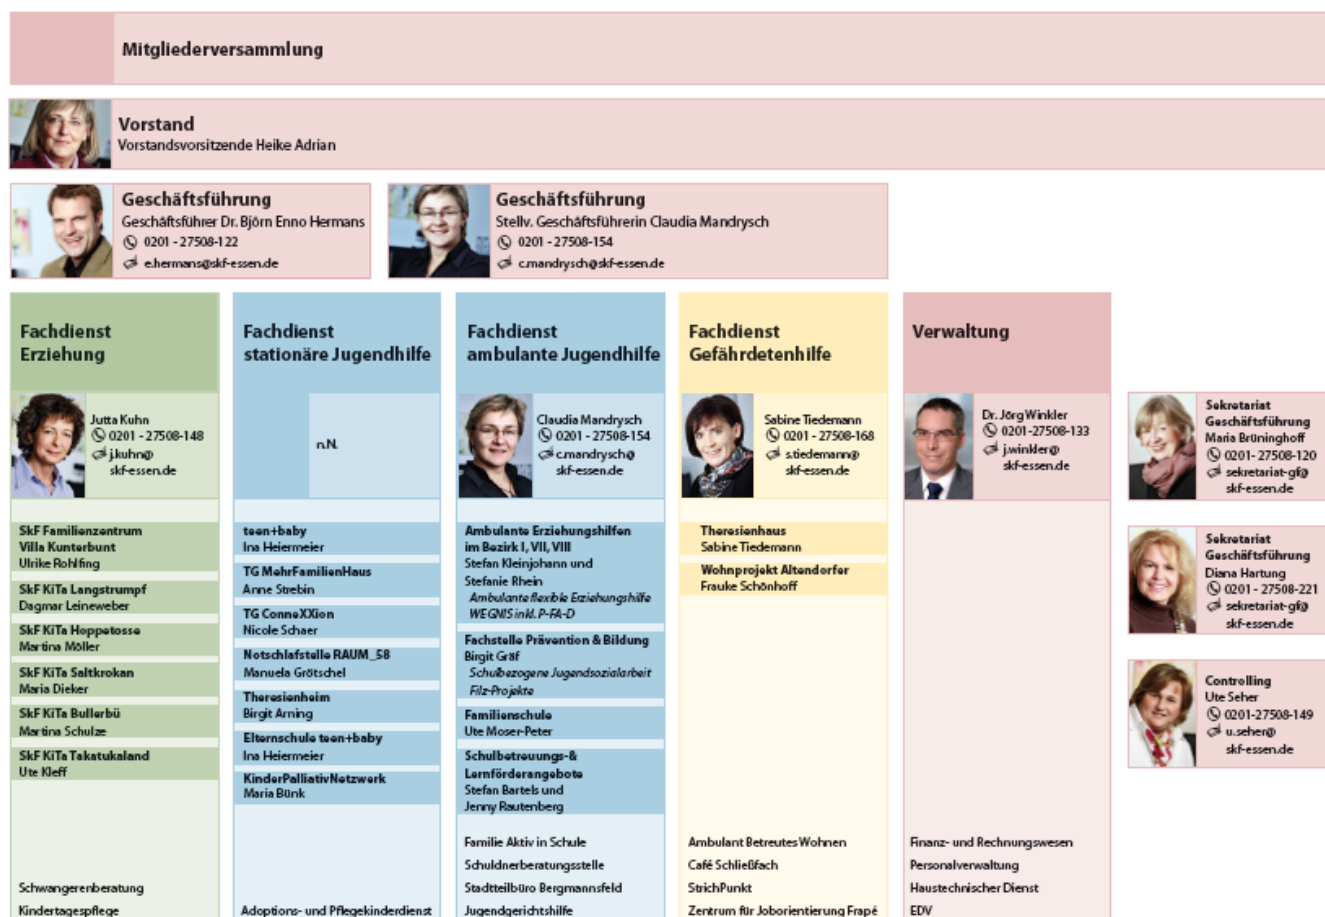 Mitgliederversammlung
Vorstand
Vorstandsvorsitzende Heike Adrian
Geschäftsführung
Geschäftsführer Dr. Björn Enno Hermans
0201 - 27508-122
e.hermans@skf-essen.de
Geschäftsführung
Stellv. Geschäftsführerin Claudia Mandrysch
0201 - 27508-154
c.mandrysch@skf-essen.de
Fachdienst
Erziehung
Jutta Kuhn
0201 - 27508-148
j.kuhn@
skf-essen.de
SkF Familienzentrum
Villa Kunterbunt
Ulrike Rohlfing
SkF KiTa Langstrumpf
Dagmar Leineweber
SkF KiTa Hoppetosse
Martina Möller
SkF KiTa Saltkrokan
Maria Dieker
SkF KiTa Bullerbü
Martina Schulze
SkF KiTa Takatukaland
Ute Kleff
Schwangerenberatung
Kindertagespflege
Fachdienst
stationäre Jugendhilfe
n.N.
teen+baby
Ina Heiermeier
TG MehrFamilienHaus
Anne Strebin
TG ConneXXion
Nicole Schaer
Notschlafstelle RAUM_58
Manuela Grötschel
Theresienheim
Birgit Arning
Elternschule teen+baby
Ina Heiermeier
KinderPalliativNetzwerk
Maria Bünk
Adoptions- und Pflegekinderdienst
Fachdienst
ambulante Jugendhilfe
Claudia Mandrysch
0201 - 27508-154
c.mandrysch@
skf-essen.de
Ambulante Erziehungshilfen
im Bezirk I, VII, VIII
Stefan Kleinjohann und
Stefanie Rhein
Ambulante flexible Erziehungshilfe
WEGNIS inkl. P-FA-D
Fachstelle Prävention & Bildung
Birgit Gräf
Schulbezogene Jugendsozialarbeit
Filz-Projekte
Familienschule
Ute Moser-Peter
Schulbetreuungs-&
Lernförderangebote
Stefan Bartels und
Jenny Rautenberg
Familie Aktiv in Schule
Schuldnerberatungsstelle
Stadtteilbüro Bergmannsfeld
Jugendgerichtshilfe
Fachdienst
Gefährdetenhilfe
Sabine Tiedemann
0201 - 27508-168
s.tiedemann@
skf-essen.de
Theresienhaus
Sabine Tiedemann
Wohnprojekt Altendorfer
Frauke Schönhoff
Ambulant Betreutes Wohnen
Café Schließfach
StrichPunkt
Zentrum für Joborientierung Frapé
Verwaltung
Dr. Jörg Winkler
0201-27508-133
j.winkler@
skf-essen.de
Finanz- und Rechnungswesen
Personalverwaltung
Haustechnischer Dienst
EDV
Sekretariat
Geschäftsführung
Maria Brüninghoff
0201- 27508-120
sekretariat-gf@
skf-essen.de
Sekretariat
Geschäftsführung
Diana Hartung
0201 - 27508-221
sekretariat-gf@
skf-essen.de
Controlling
Ute Seher
0201-27508-149
u.seher@
skf-essen.de